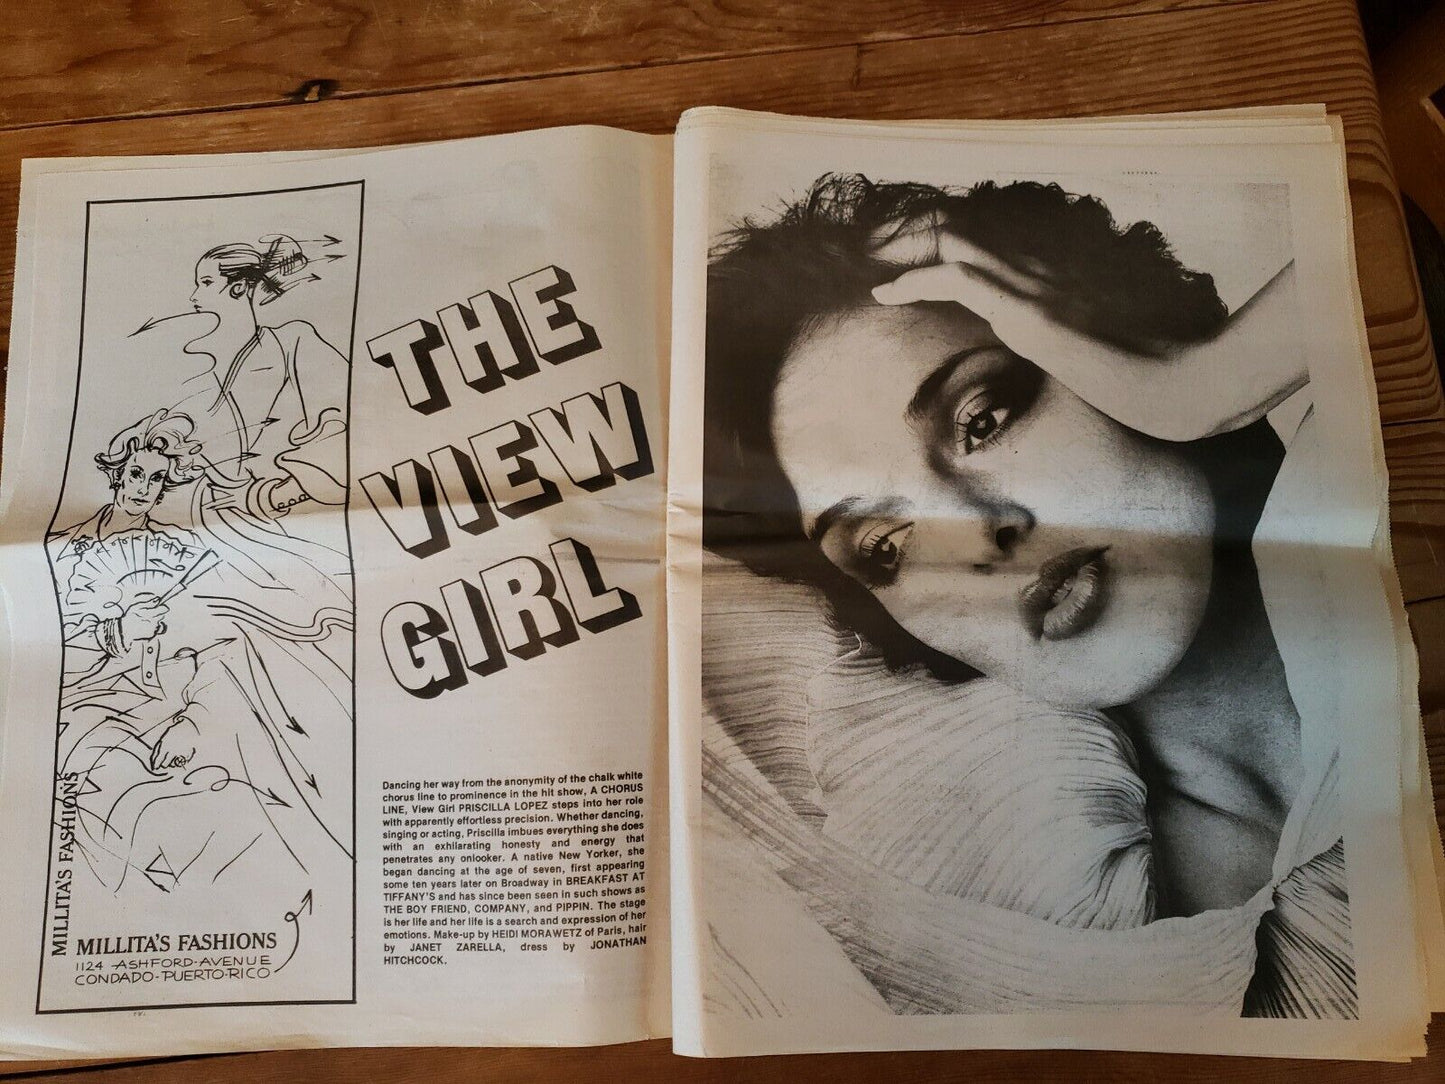 MILLITA'S FASHIONS
MILLITA'S FASHIONS
1124 ASHFORD-AVENUE
CONDADO-PUERTO-RICO
THE
VIEW
GIRL
Dancing her way from the anonymity of the chalk white
chorus line to prominence in the hit show, A CHORUS
LINE, View Girl PRISCILLA LOPEZ steps into her role
with apparently effortless precision. Whether dancing,
singing or acting, Priscilla imbues everything she does
with an exhilarating honesty and energy that
penetrates any onlooker. A native New Yorker, she
began dancing at the age of seven, first appearing
some ten years later on Broadway in BREAKFAST AT
TIFFANY'S and has since been seen in such shows as
THE BOY FRIEND, COMPANY, and PIPPIN. The stage
is her life and her life is a search and expression of her
emotions. Make-up by HEIDI MORAWETZ of Paris, hair
by JANET ZARELLA, dress by JONATHAN
HITCHCOCK.